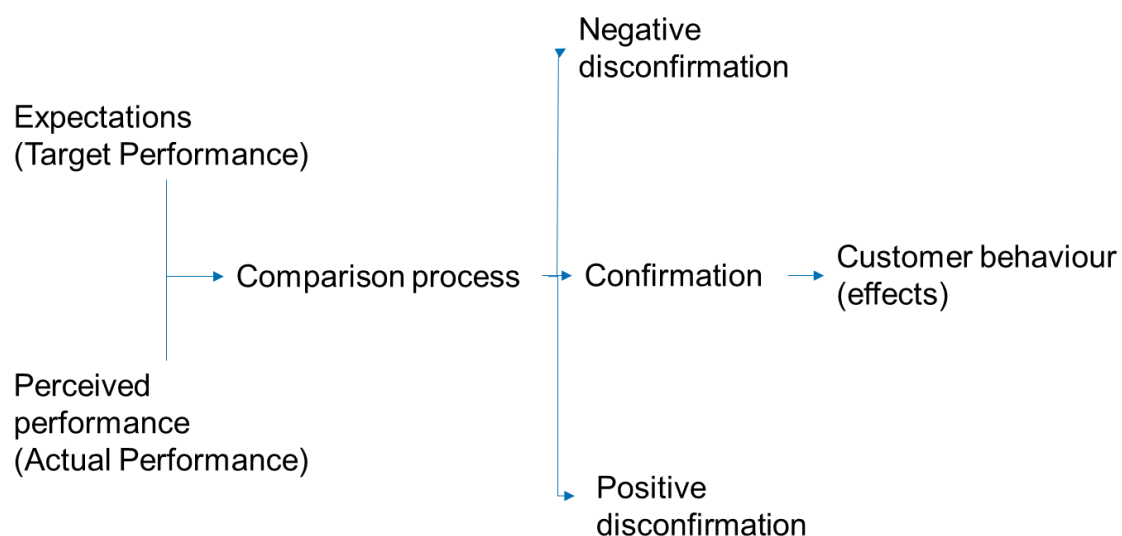 Negative
disconfirmation
Expectations
(Target Performance)
Comparison process
Confirmation
Customer behaviour
(effects)
Perceived
performance
(Actual Performance)
Positive
disconfirmation